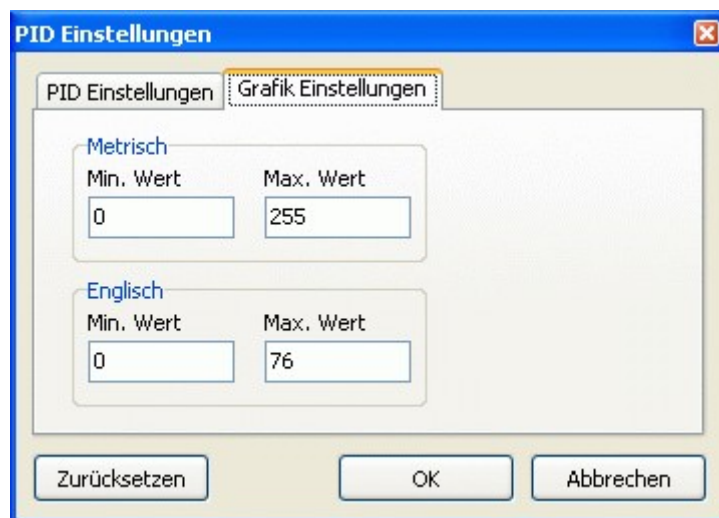 PID Einstellungen
PID Einstellungen Grafik Einstellungen
Metrisch
Min. Wert Max. Wert
0 255
Englisch
Min. Wert Max. Wert
0 76
Zurücksetzen OK Abbrechen